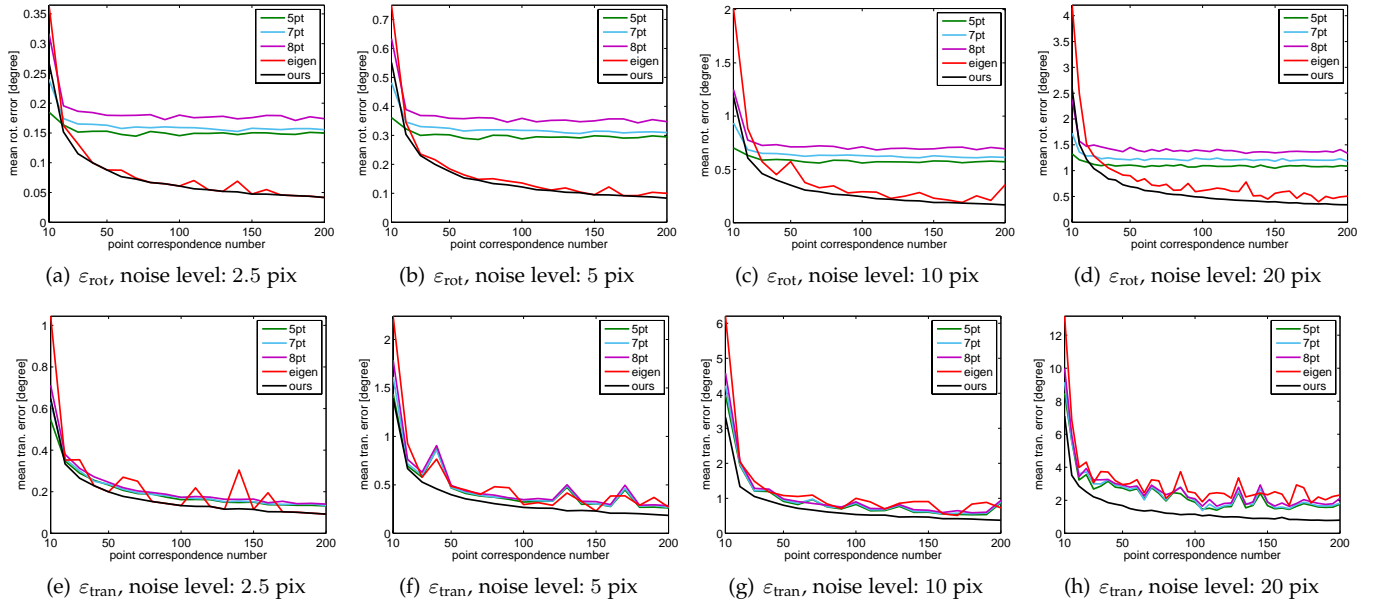 mean rot. error [degree]
0.35
0.3
0.25
0.2
0.15
0.1
0.05
0
10 50 100 150 200
point correspondence number
5pt
7pt
8pt
eigen
ours
(a) εrot, noise level: 2.5 pix
mean rot. error [degree]
0.7
0.6
0.5
0.4
0.3
0.2
0.1
0
10 50 100 150 200
point correspondence number
5pt
7pt
8pt
eigen
ours
(b) εrot, noise level: 5 pix
mean rot. error [degree]
2
1.5
1
0.5
0
10 50 100 150 200
point correspondence number
5pt
7pt
8pt
eigen
ours
(c) εrot, noise level: 10 pix
mean rot. error [degree]
4
3.5
3
2.5
2
1.5
1
0.5
0
10 50 100 150 200
point correspondence number
5pt
7pt
8pt
eigen
ours
(d) εrot, noise level: 20 pix
mean tran. error [degree]
1
0.8
0.6
0.4
0.2
0
10 50 100 150 200
point correspondence number
5pt
7pt
8pt
eigen
ours
(e) εtran, noise level: 2.5 pix
mean tran. error [degree]
2
1.5
1
0.5
0
10 50 100 150 200
point correspondence number
5pt
7pt
8pt
eigen
ours
(f) εtran, noise level: 5 pix
mean tran. error [degree]
6
5
4
3
2
1
0
10 50 100 150 200
point correspondence number
5pt
7pt
8pt
eigen
ours
(g) εtran, noise level: 10 pix
mean tran. error [degree]
12
10
8
6
4
2
0
10 50 100 150 200
point correspondence number
5pt
7pt
8pt
eigen
ours
(h) εtran, noise level: 20 pix